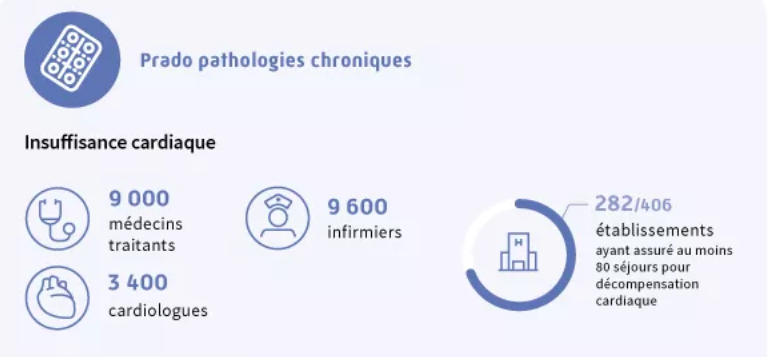 Prado pathologies chroniques
Insuffisance cardiaque
9 000
médecins
traitants
3 400
cardiologues
9 600
infirmiers
H
282/406
établissements
ayant assuré au moins
80 séjours pour
décompensation
cardiaque